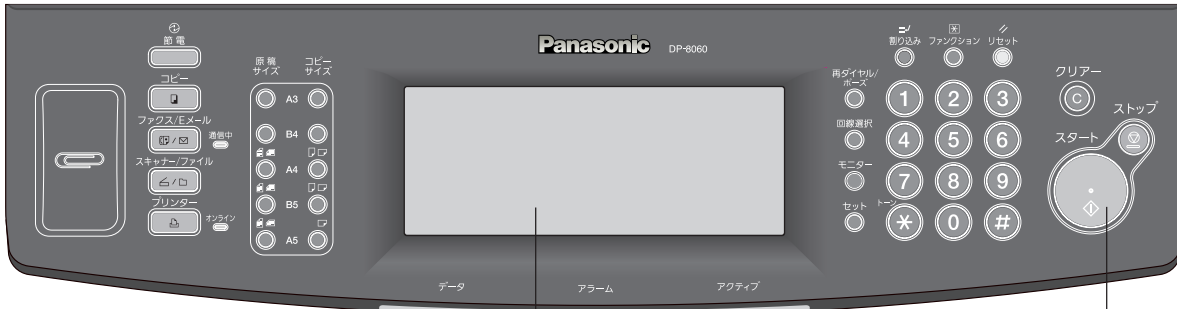 節電
コピー
ファクス/Eメール
通信中
スキャナー/ファイル
プリンター
オンライン
原稿
サイズ
コピー
サイズ
A3
B4
A4
B5
A5
Panasonic DP-8060
データ
アラーム
アクティブ
割り込み
ファンクション
リセット
再ダイヤル/
ポーズ
回線選択
モニター
セット
トーン
1
2
3
4
5
6
7
8
9
＊
0
#
クリアー
C
ストップ
スタート